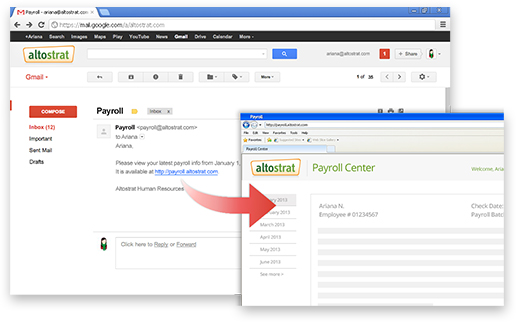 Payroll - ariana@altostrat.com
https://mail.google.com/a/altostrat
+Ariana Search Images Maps Play YouTube News Gmail Drive Calendar More
altostrat
ariana@altostrat.com
1
+ Share
Gmail
More
1 of 35
COMPOSE
Inbox (12)
Important
Sent Mail
Drafts
Payroll
Inbox x
Payroll <payroll@altostrat.com>
to Ariana
Ariana,
Please view your latest payroll info from January 1,
It is available at http://payroll.altostrat.com
Altostrat Human Resources
Click here to Reply or Forward
Payroll
http://payroll.altostrat.com
File Edit View Favorites Tools Help
Favorites
Payroll Center
altostrat
Payroll Center
Welcome, Ari
2013
2013
March 2013
April 2013
May 2013
June 2013
See more >
Ariana N,
Employee # 01234567
Check Date:
Payroll Batc